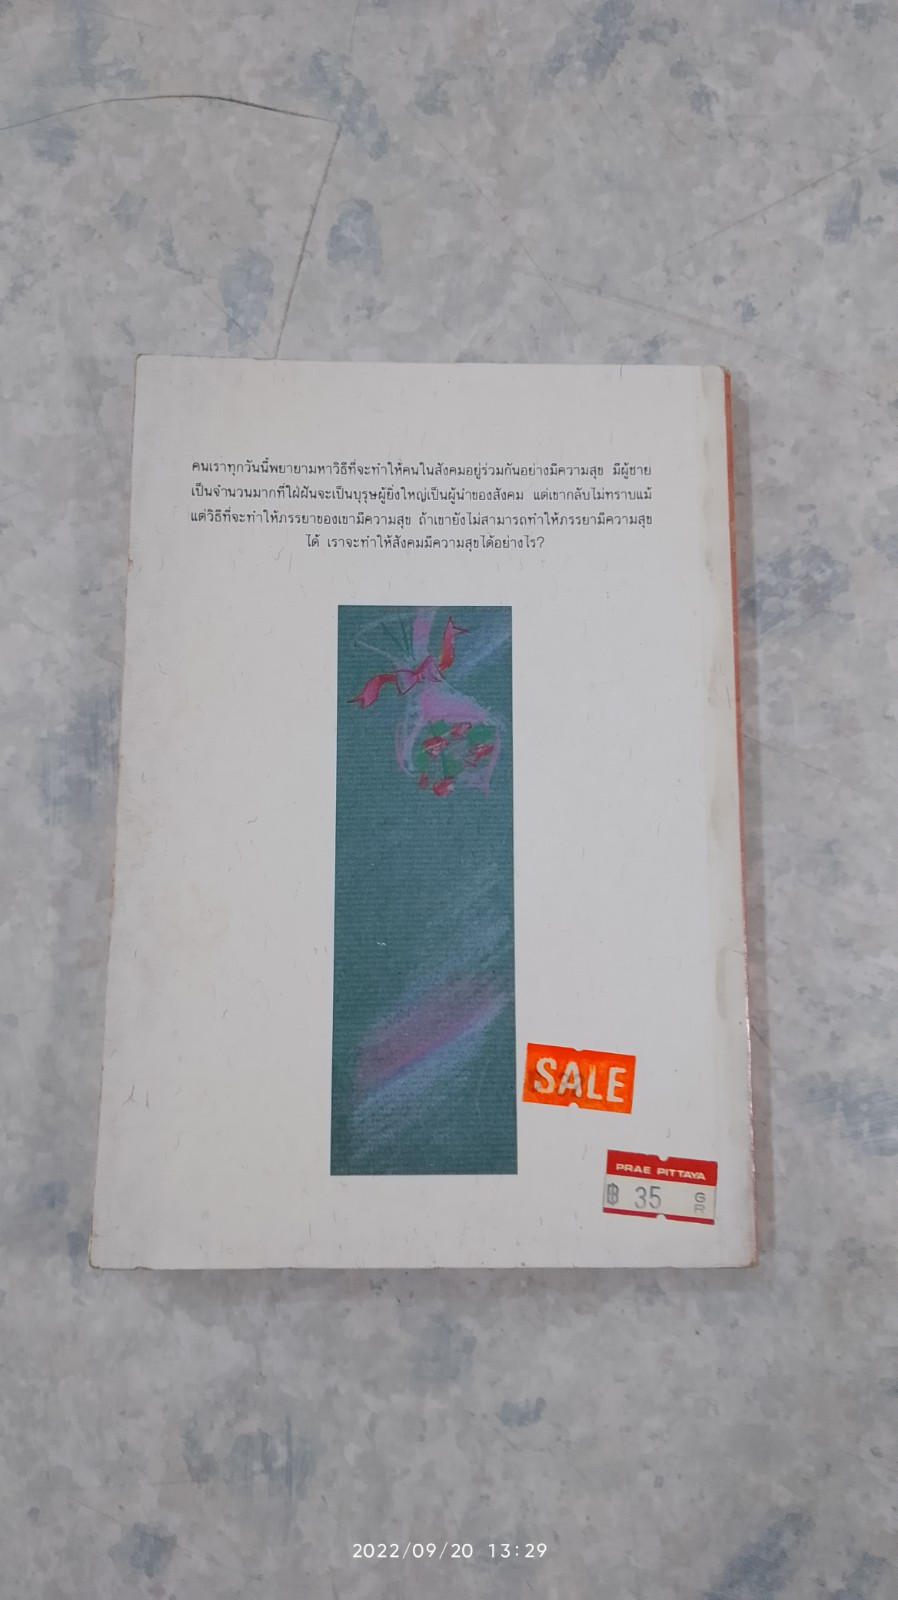 คนเราทุกวันนี้พยายามหาวิธีที่จะทำให้คนในสังคมอยู่ร่วมกันอย่างมีความสุข มีผู้ชาย
เป็นจำนวนมากที่ใฝ่ฝันจะเป็นบุรุษผู้ยิ่งใหญ่เป็นผู้นำของสังคม แต่เขากลับไม่ทราบแม้
แต่วิธีที่จะทำให้ภรรยาของเขามีความสุข ถ้าเขายังไม่สามารถทำให้ภรรยามีความสุข
ได้ เราจะทำให้สังคมมีความสุขได้อย่างไร?
SALE
PRAE PITTAYA
฿ 35 GR
2022/09/20 13:29